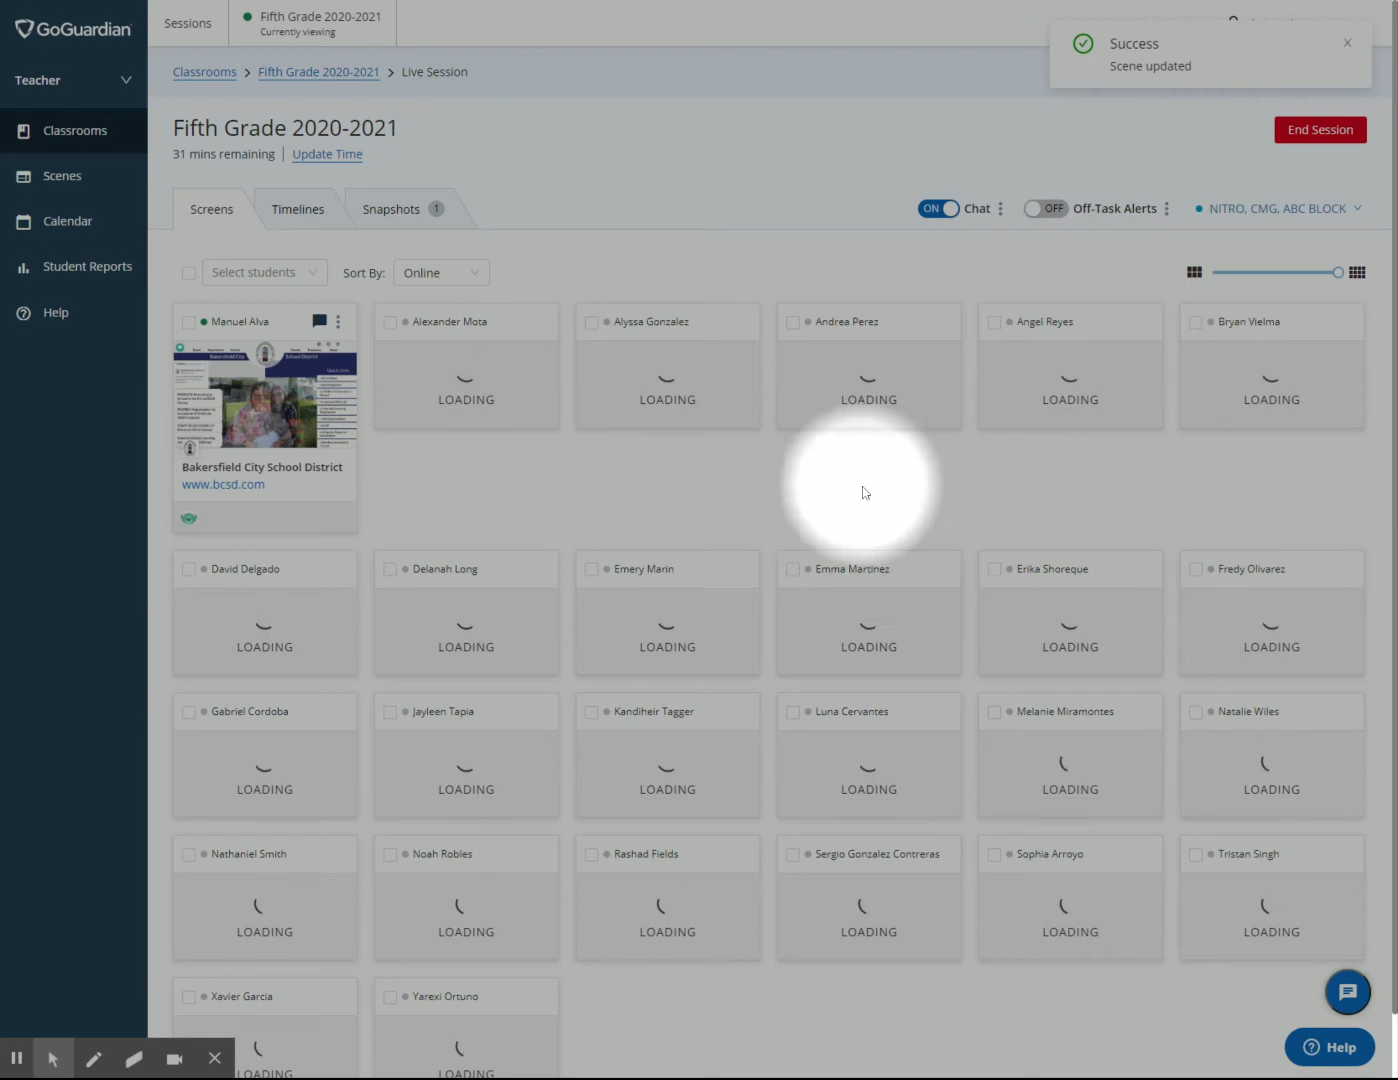 GoGuardian
Sessions
Fifth Grade 2020-2021
Currently viewing
Success
Scene updated
Teacher
Classrooms > Fifth Grade 2020-2021 > Live Session
Classrooms
Scenes
Calendar
Student Reports
Help
Fifth Grade 2020-2021
End Session
31 mins remaining | Update Time
Screens
Timelines
Snapshots 1
ON Chat
OFF Off-Task Alerts
NITRO, CMG, ABC BLOCK
Select students
Sort By: Online
Manuel Alva
Alexander Mota
Alyssa Gonzalez
Andrea Perez
Angel Reyes
Bryan Vielma
Bakersfield City
School District
LOADING
LOADING
LOADING
LOADING
LOADING
Bakersfield City School District
www.bcsd.com
David Delgado
Delanah Long
Emery Marin
Emma Martinez
Erika Shoreque
Fredy Olivarez
LOADING
LOADING
LOADING
LOADING
LOADING
LOADING
Gabriel Cordoba
Jayleen Tapia
Kandiheir Tagger
Luna Cervantes
Melanie Miramontes
Natalie Wiles
LOADING
LOADING
LOADING
LOADING
LOADING
LOADING
Nathaniel Smith
Noah Robles
Rashad Fields
Sergio Gonzalez Contreras
Sophia Arroyo
Tristan Singh
LOADING
LOADING
LOADING
LOADING
LOADING
LOADING
Xavier Garcia
Yarexi Ortuno
LOADING
LOADING
Help